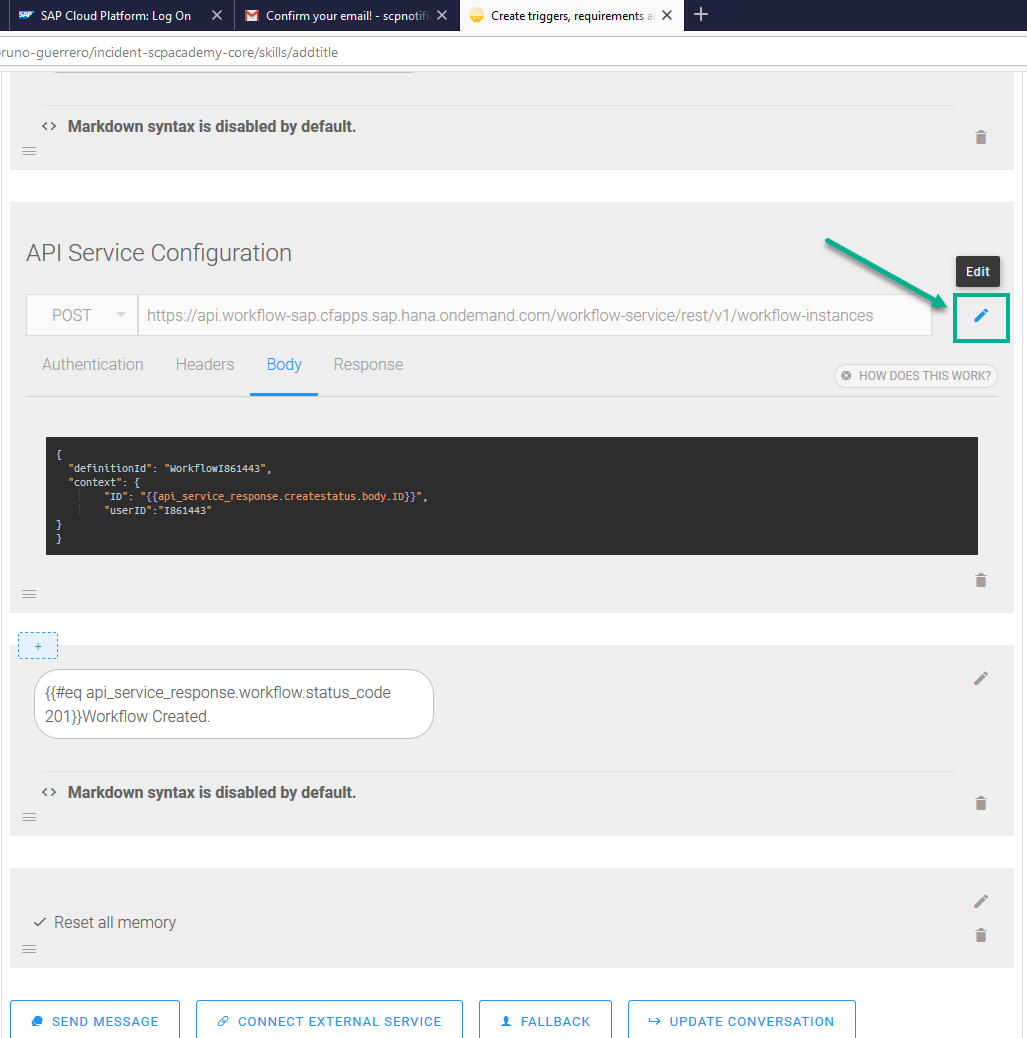 SAP SAP Cloud Platform: Log On
Confirm your email! - scpnotifi
Create triggers, requirements a
runo-guerrero/incident-scpacademy-core/skills/addtitle
<> Markdown syntax is disabled by default.
API Service Configuration
Edit
POST
https://api.workflow-sap.cfapps.sap.hana.ondemand.com/workflow-service/rest/v1/workflow-instances
Authentication Headers Body Response
HOW DOES THIS WORK?
{
"definitionId": "WorkflowI861443",
"context": {
"ID": "{{api_service_response.createstatus.body.ID}}",
"userID":"I861443"
}
}
+
{{#eq api_service_response.workflow.status_code
201}}Workflow Created.
<> Markdown syntax is disabled by default.
Reset all memory
SEND MESSAGE CONNECT EXTERNAL SERVICE FALLBACK UPDATE CONVERSATION